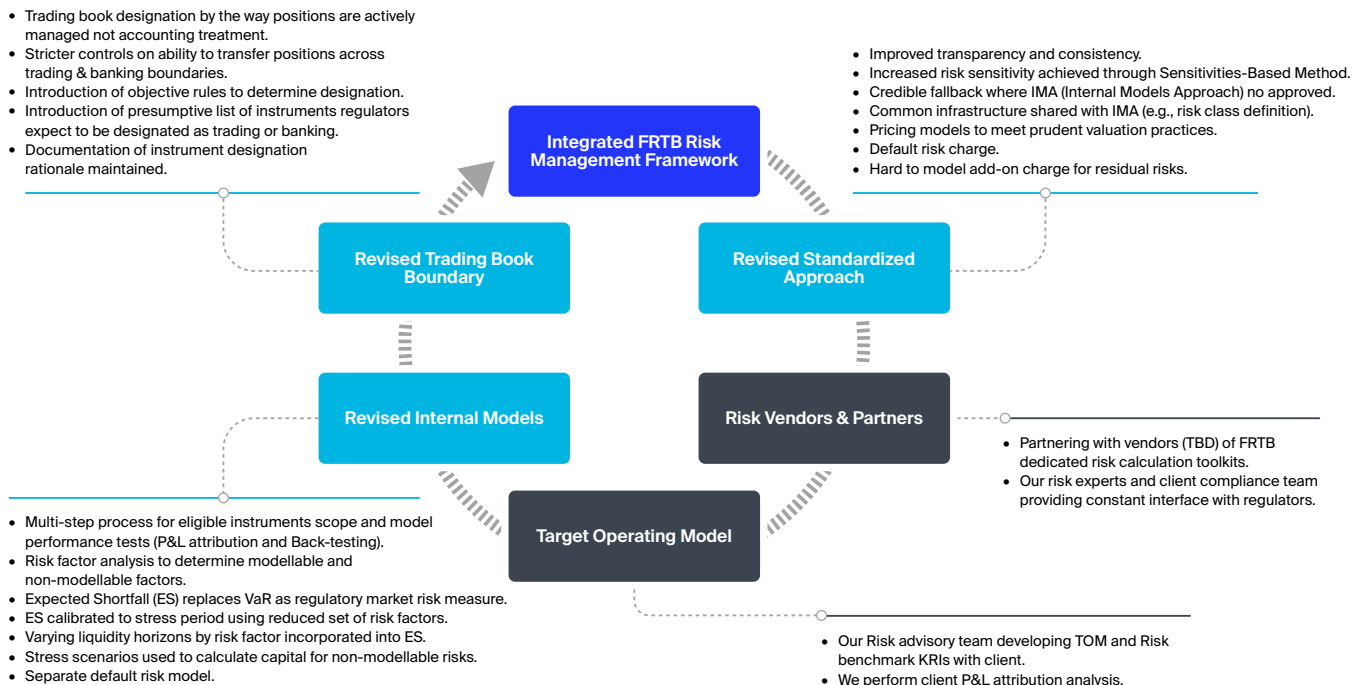 • Trading book designation by the way positions are actively
managed not accounting treatment.
• Stricter controls on ability to transfer positions across
trading & banking boundaries.
• Introduction of objective rules to determine designation.
• Introduction of presumptive list of instruments regulators
expect to be designated as trading or banking.
• Documentation of instrument designation
rationale maintained.
• Improved transparency and consistency.
• Increased risk sensitivity achieved through Sensitivities-Based Method.
• Credible fallback where IMA (Internal Models Approach) no approved.
• Common infrastructure shared with IMA (e.g., risk class definition).
• Pricing models to meet prudent valuation practices.
• Default risk charge.
• Hard to model add-on charge for residual risks.
Integrated FRTB Risk
Management Framework
Revised Trading Book
Boundary
Revised Standardized
Approach
Revised Internal Models
Risk Vendors & Partners
Target Operating Model
• Partnering with vendors (TBD) of FRTB
dedicated risk calculation toolkits.
• Our risk experts and client compliance team
providing constant interface with regulators.
• Multi-step process for eligible instruments scope and model
performance tests (P&L attribution and Back-testing).
• Risk factor analysis to determine modellable and
non-modellable factors.
• Expected Shortfall (ES) replaces VaR as regulatory market risk measure.
• ES calibrated to stress period using reduced set of risk factors.
• Varying liquidity horizons by risk factor incorporated into ES.
• Stress scenarios used to calculate capital for non-modellable risks.
• Separate default risk model.
• Our Risk advisory team developing TOM and Risk
benchmark KRIs with client.
• We perform client P&L attribution analysis.